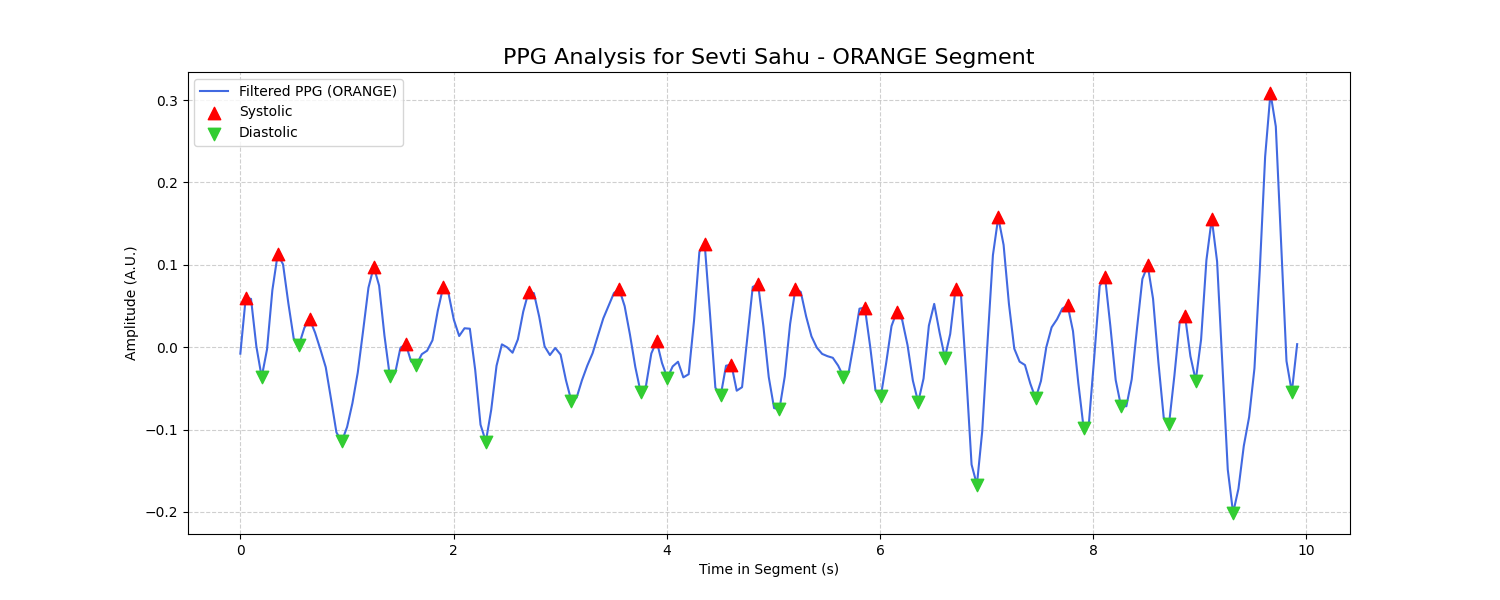 PPG Analysis for Sevti Sahu - ORANGE Segment
Filtered PPG (ORANGE)
Systolic
Diastolic
Amplitude (A.U.)
0.3
0.2
0.1
0.0
−0.1
−0.2
0 2 4 6 8 10
Time in Segment (s)